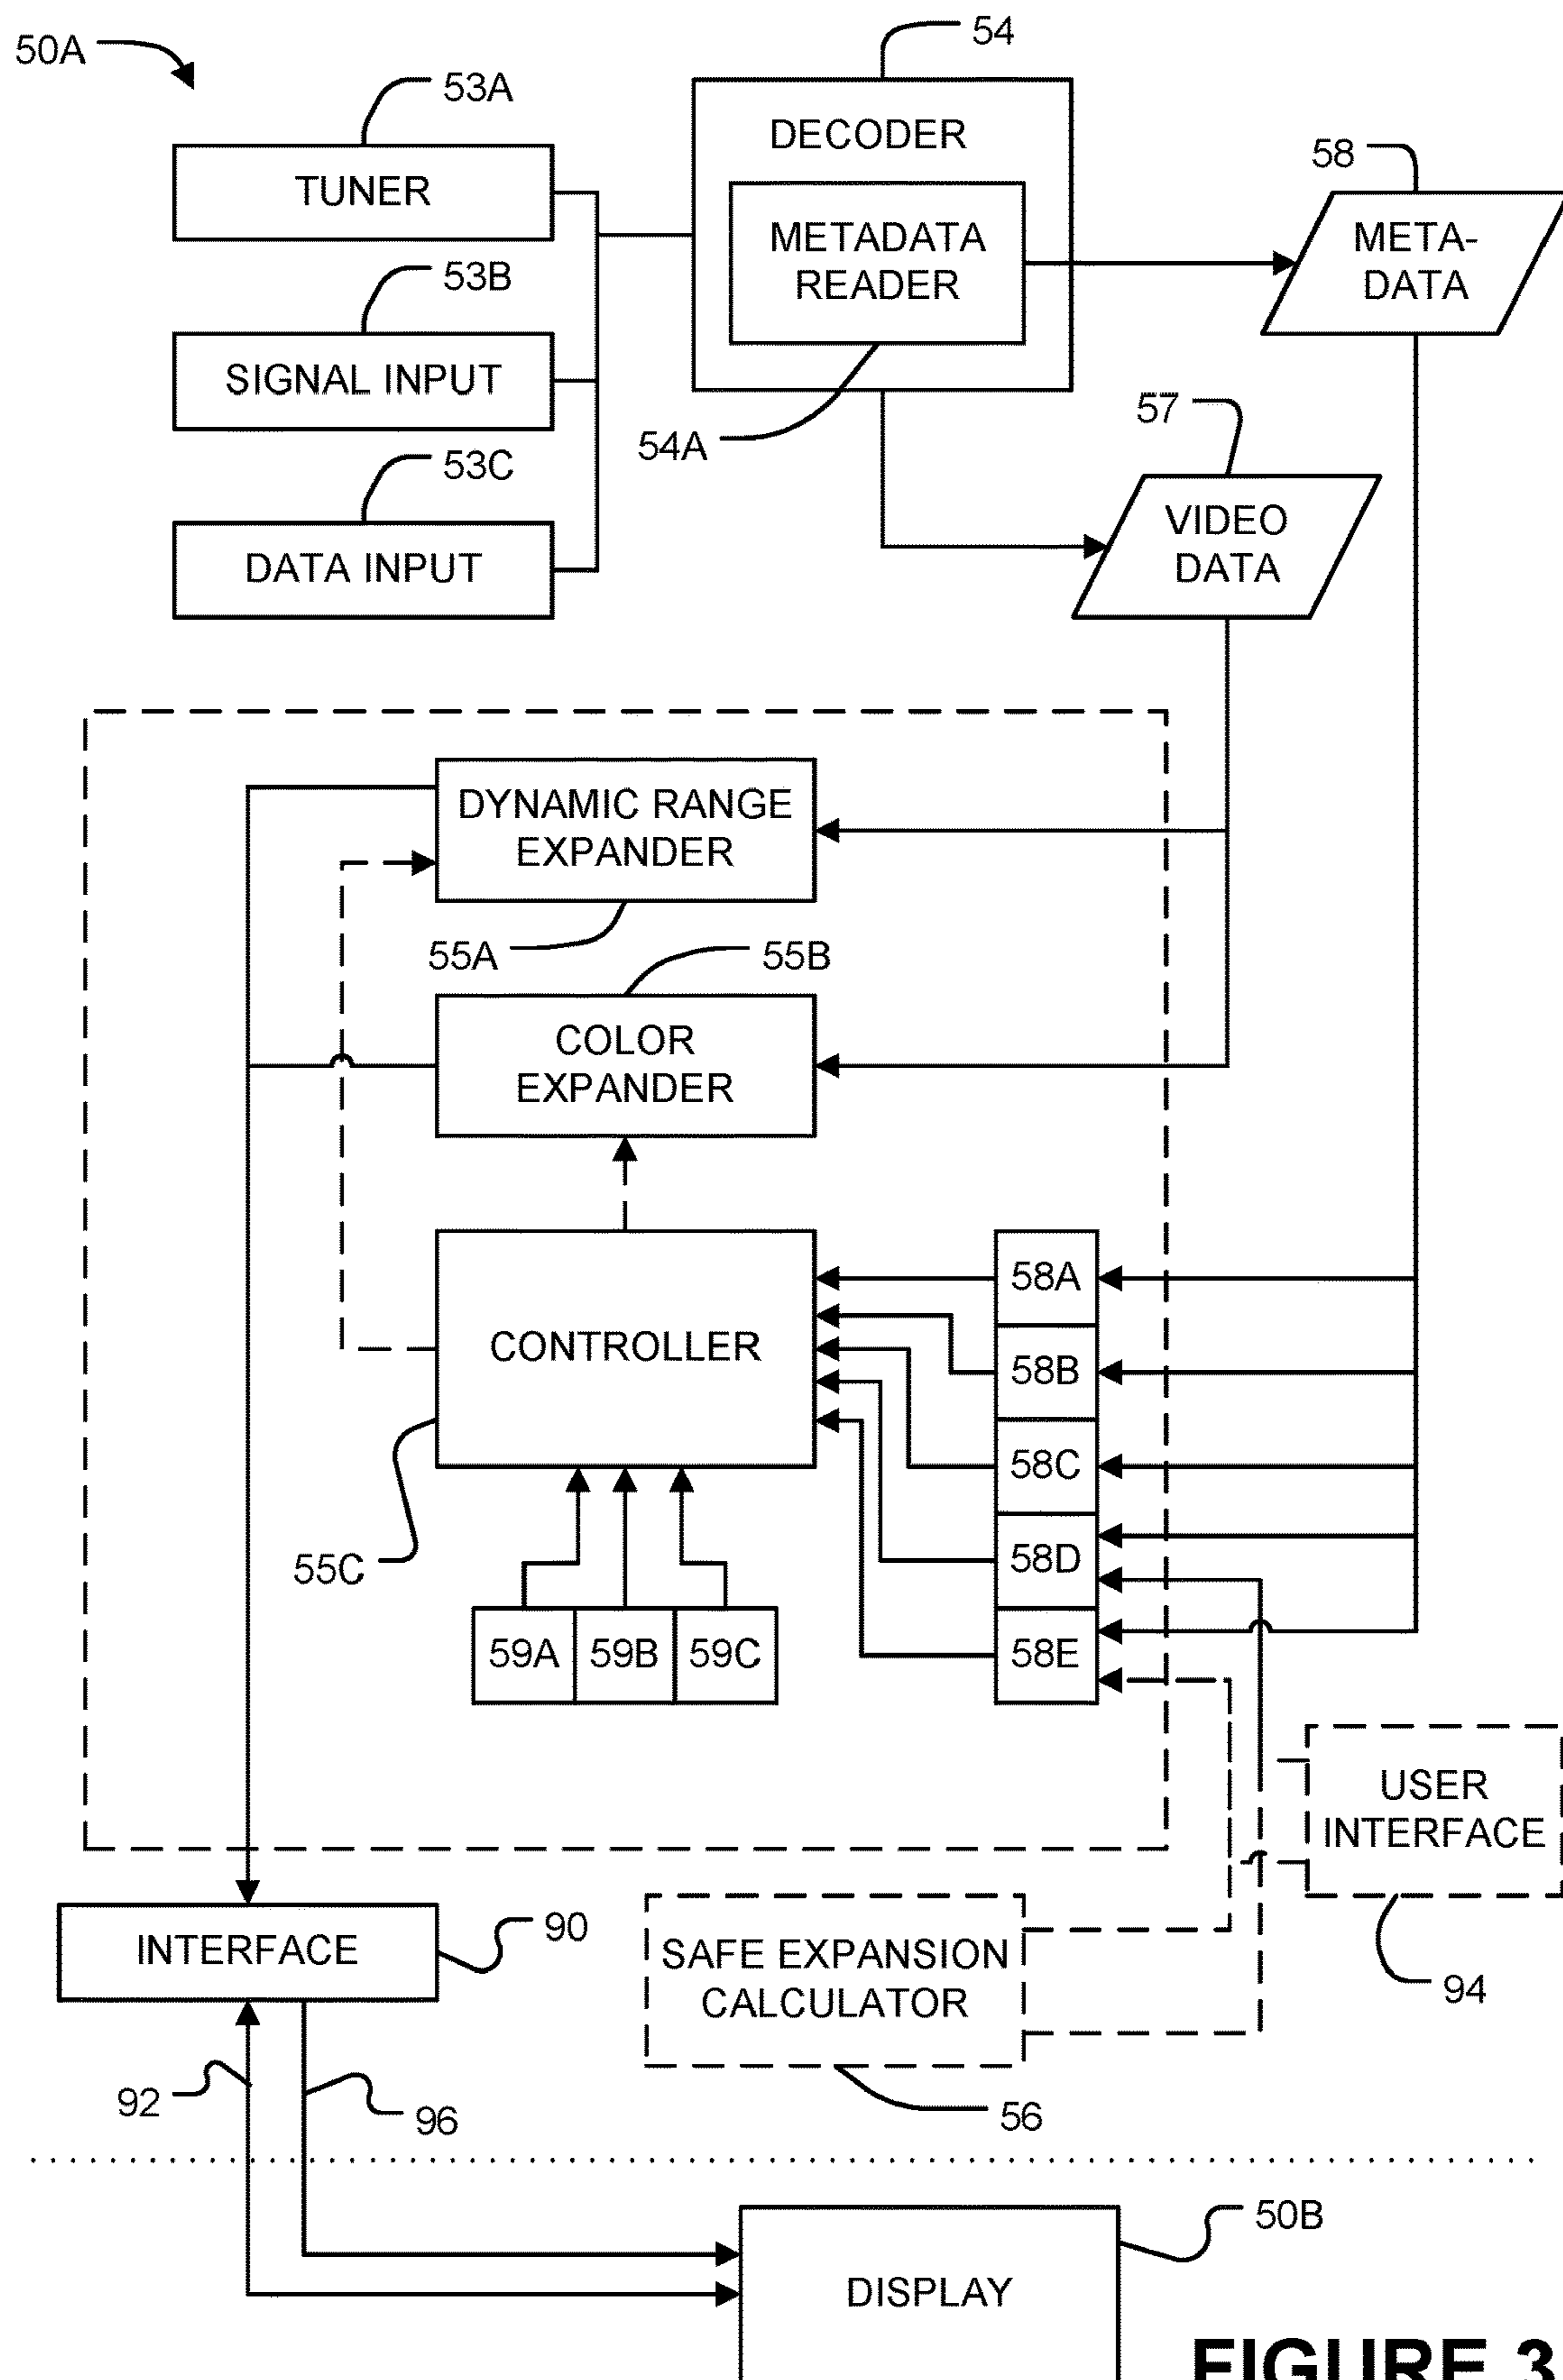 50A
53A
54
TUNER
DECODER
METADATA
READER
58
META-
DATA
53B
SIGNAL INPUT
54A
57
VIDEO
DATA
53C
DATA INPUT
DYNAMIC RANGE
EXPANDER
55A
55B
COLOR
EXPANDER
CONTROLLER
55C
58A
58B
58C
58D
58E
59A
59B
59C
USER
INTERFACE
94
INTERFACE
90
SAFE EXPANSION
CALCULATOR
56
92
96
50B
DISPLAY
FIGURE 3